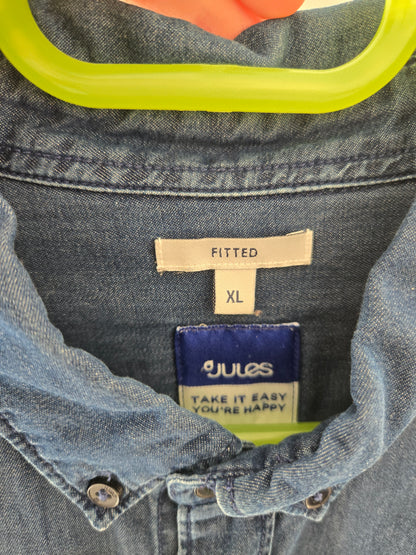 FITTED
XL
JULES
TAKE IT EASY
YOU'RE HAPPY